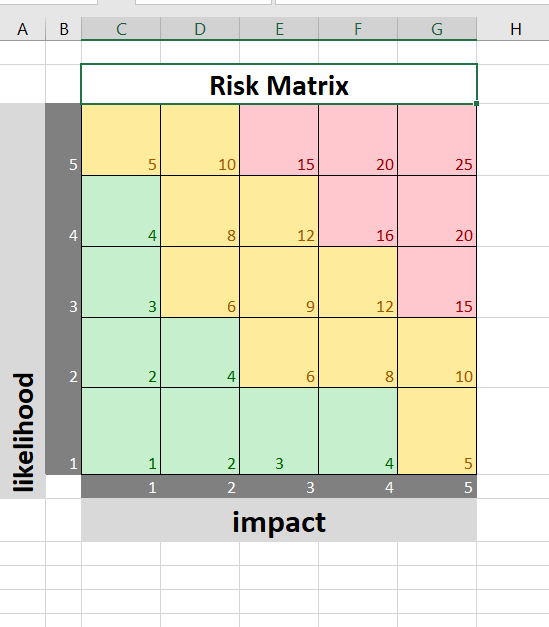 A B C D E F G H
Risk Matrix
5 5 10 15 20 25
4 4 8 12 16 20
3 3 6 9 12 15
2 2 4 6 8 10
1 1 2 3 4 5
likelihood
1 2 3 4 5
impact